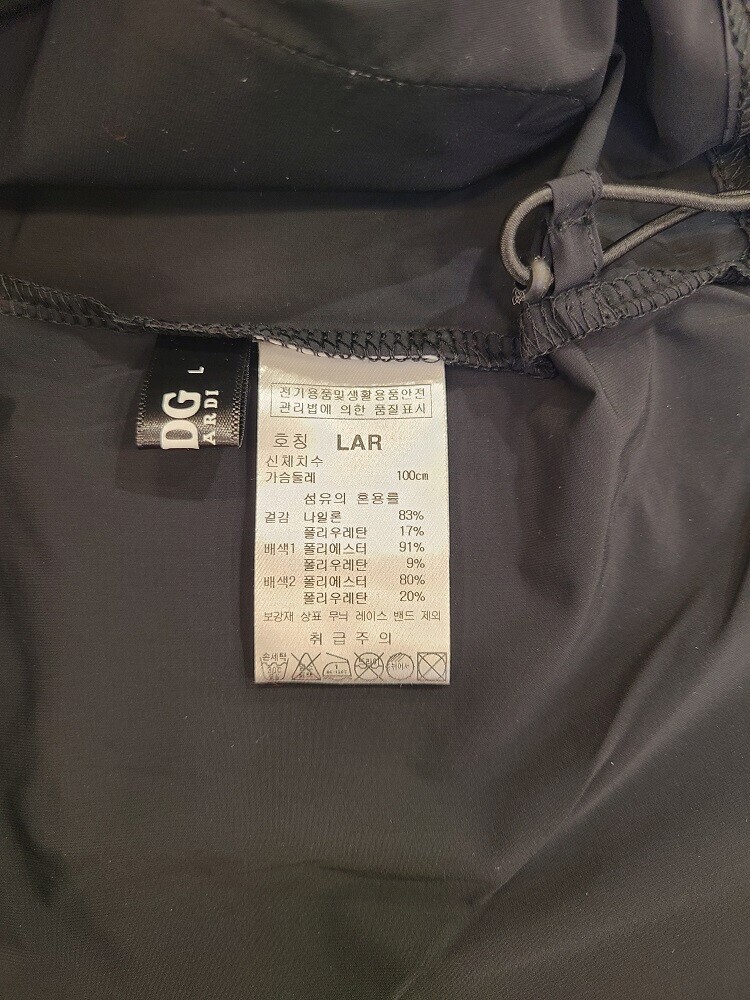 L
DG
ARDI
전기용품및생활용품안전
관리법에 의한 품질표시
호칭 LAR
신체치수
가슴둘레 100cm
섬유의 혼용률
겉감 나일론 83%
폴리우레탄 17%
배색1 폴리에스터 91%
폴리우레탄 9%
배색2 폴리에스터 80%
폴리우레탄 20%
보강재 상표 무늬 레이스 밴드 제외
취급주의
손세탁